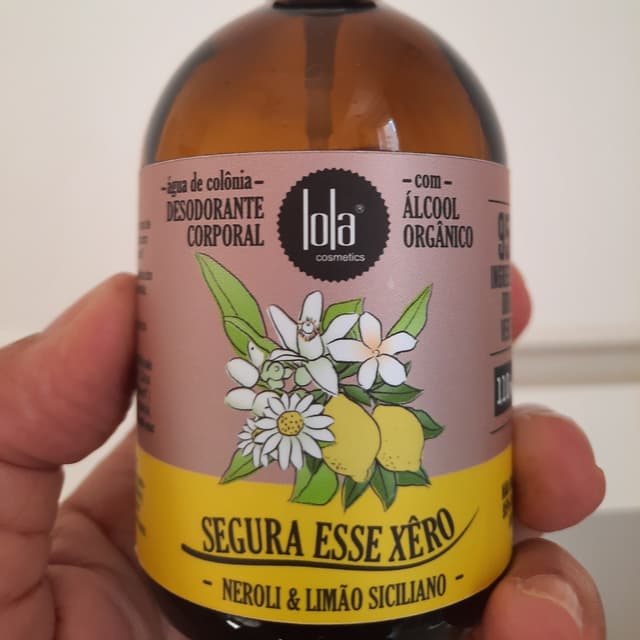 água de colônia
DESODORANTE
CORPORAL
lola®
cosmetics
com
ÁLCOOL
ORGÂNICO
SEGURA ESSE XÊRO
- NEROLI & LIMÃO SICILIANO -